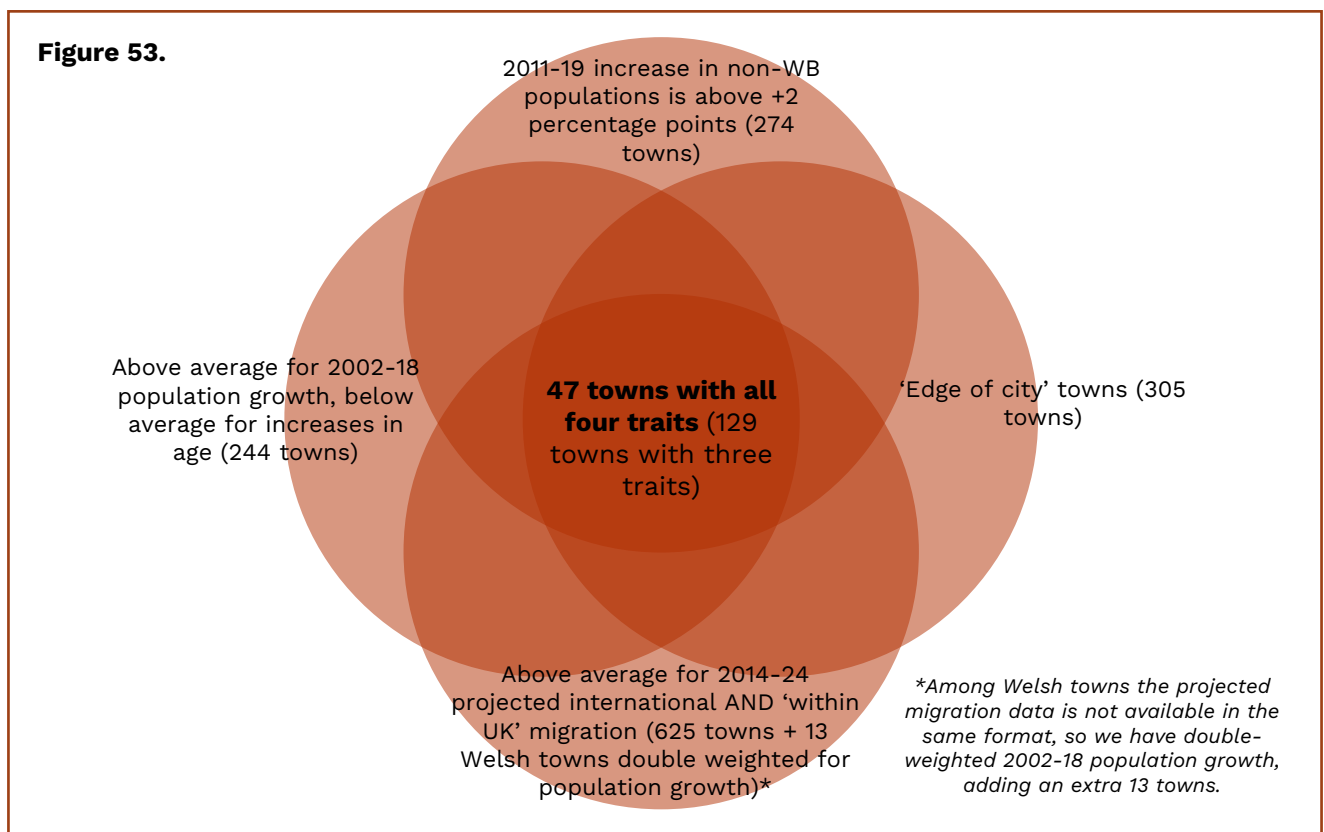 Figure 53.
2011-19 increase in non-WB
populations is above +2
percentage points (274
towns)
Above average for 2002-18
population growth, below
average for increases in
age (244 towns)
47 towns with all
four traits (129
towns with three
traits)
‘Edge of city’ towns (305
towns)
Above average for 2014-24
projected international AND ‘within
UK’ migration (625 towns + 13
Welsh towns double weighted for
population growth)*
*Among Welsh towns the projected
migration data is not available in the
same format, so we have double-
weighted 2002-18 population growth,
adding an extra 13 towns.